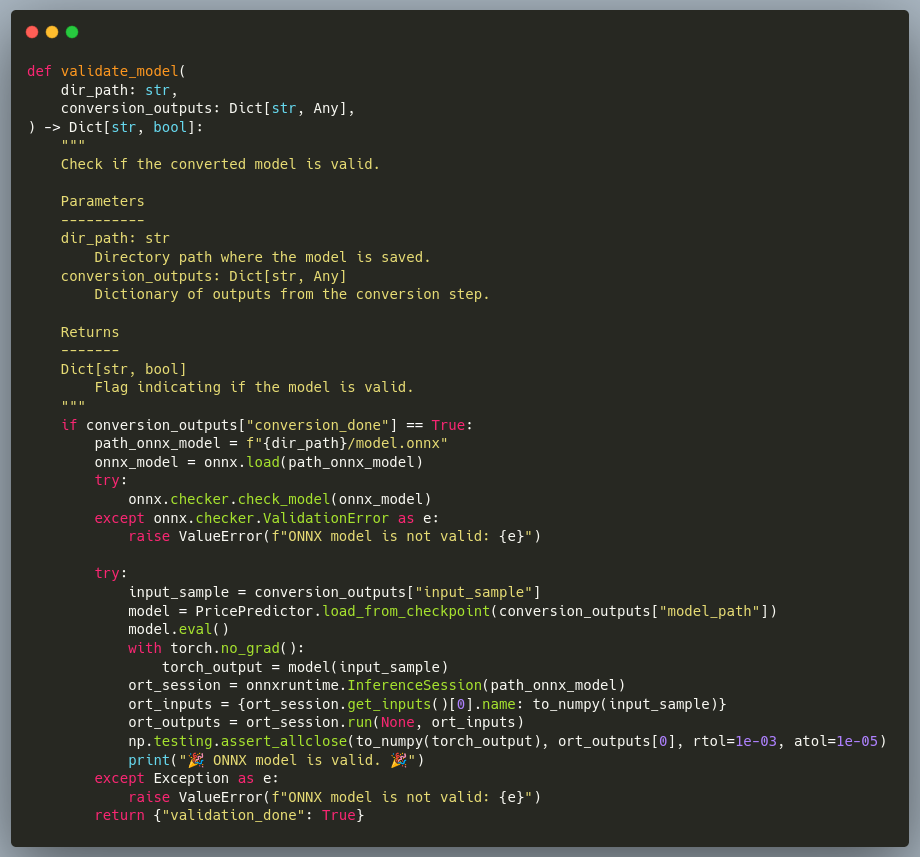 def validate_model(
    dir_path: str,
    conversion_outputs: Dict[str, Any],
) -> Dict[str, bool]:
    """
    Check if the converted model is valid.

    Parameters
    ----------
    dir_path: str
        Directory path where the model is saved.
    conversion_outputs: Dict[str, Any]
        Dictionary of outputs from the conversion step.

    Returns
    -------
    Dict[str, bool]
        Flag indicating if the model is valid.
    """
    if conversion_outputs["conversion_done"] == True:
        path_onnx_model = f"{dir_path}/model.onnx"
        onnx_model = onnx.load(path_onnx_model)
        try:
            onnx.checker.check_model(onnx_model)
        except onnx.checker.ValidationError as e:
            raise ValueError(f"ONNX model is not valid: {e}")

        try:
            input_sample = conversion_outputs["input_sample"]
            model = PricePredictor.load_from_checkpoint(conversion_outputs["model_path"])
            model.eval()
            with torch.no_grad():
                torch_output = model(input_sample)
            ort_session = onnxruntime.InferenceSession(path_onnx_model)
            ort_inputs = {ort_session.get_inputs()[0].name: to_numpy(input_sample)}
            ort_outputs = ort_session.run(None, ort_inputs)
            np.testing.assert_allclose(to_numpy(torch_output), ort_outputs[0], rtol=1e-03, atol=1e-05)
            print("🎉 ONNX model is valid. 🎉")
        except Exception as e:
            raise ValueError(f"ONNX model is not valid: {e}")
        return {"validation_done": True}